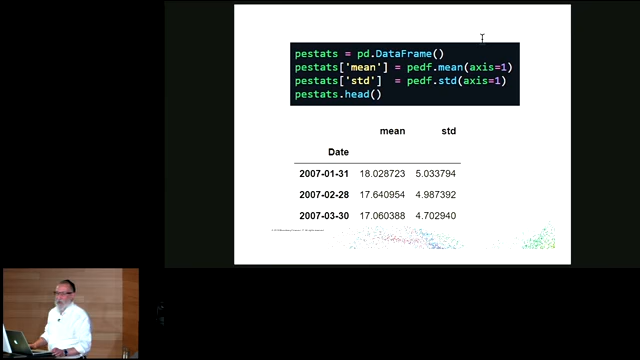 pestats = pd.DataFrame()
pestats['mean'] = pedf.mean(axis=1)
pestats['std']  = pedf.std(axis=1)
pestats.head()
mean std
Date
2007-01-31 18.028723 5.033794
2007-02-28 17.640954 4.987392
2007-03-30 17.060388 4.702940